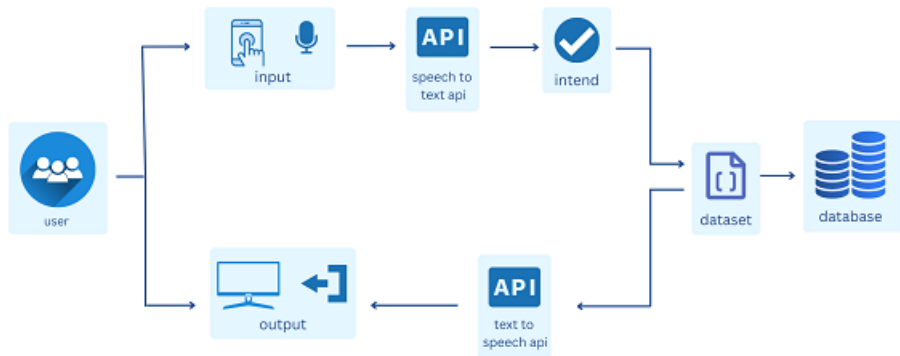 API
input
speech to
text api
intend
user
dataset
database
output
API
text to
speech api